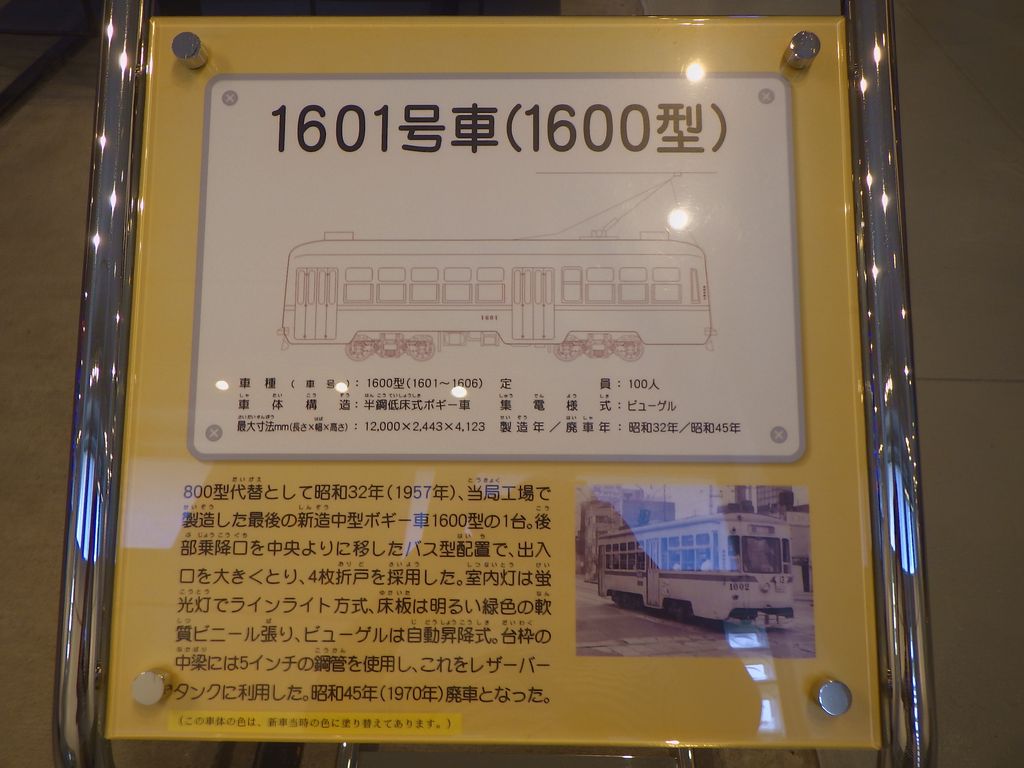 1601号車(1600型)
1601
車種(車号):1600型(1601～1606) 定員:100人
車体構造:半鋼低床式ボギー車 集電様式:ビューゲル
最大寸法mm(長さ×幅×高さ):12,000×2,443×4,123 製造年/廃車年:昭和32年/昭和45年
800型代替として昭和32年(1957年)、当局工場で
製造した最後の新造中型ボギー車1600型の1台。後
部乗降口を中央よりに移したバス型配置で、出入
口を大きくとり、4枚折戸を採用した。室内灯は蛍
光灯でラインライト方式、床板は明るい緑色の軟
質ビニール張り、ビューゲルは自動昇降式。台枠の
中梁には5インチの鋼管を使用し、これをレザーバー
タンクに利用した。昭和45年(1970年)廃車となった。
(この車体の色は、新車当時の色に塗り替えてあります。)
1602